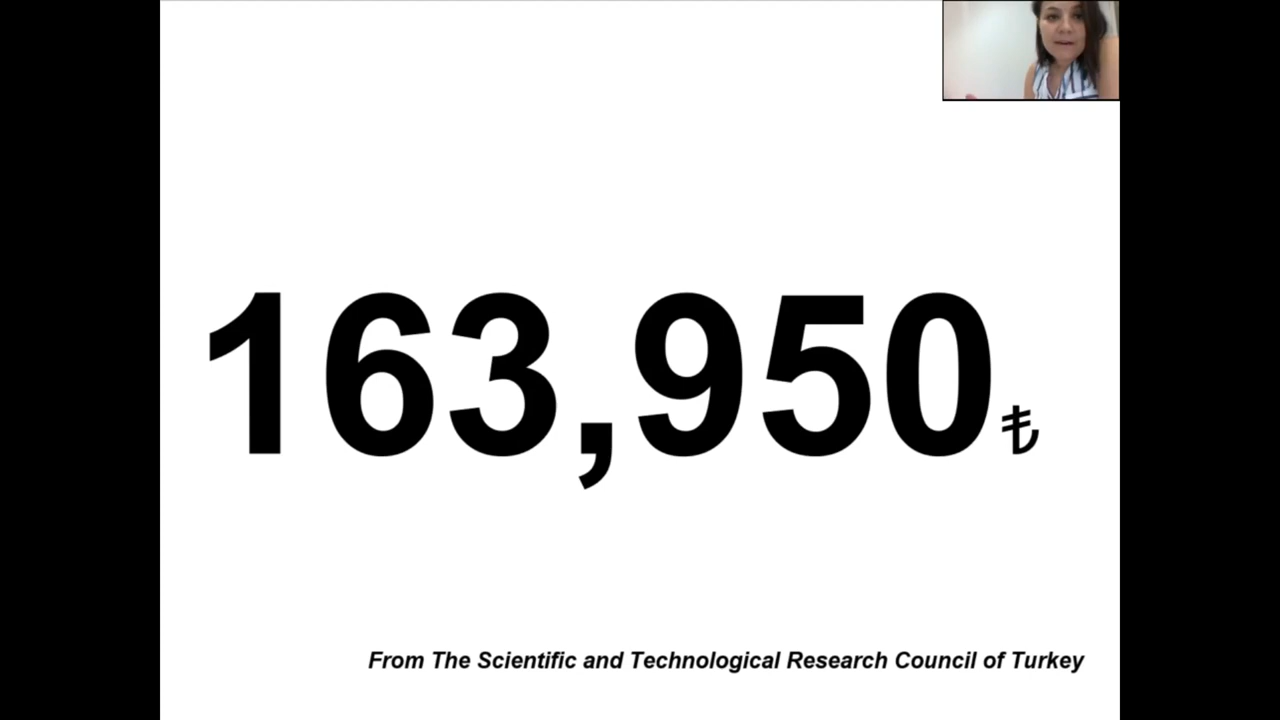 163,950₺
From The Scientific and Technological Research Council of Turkey